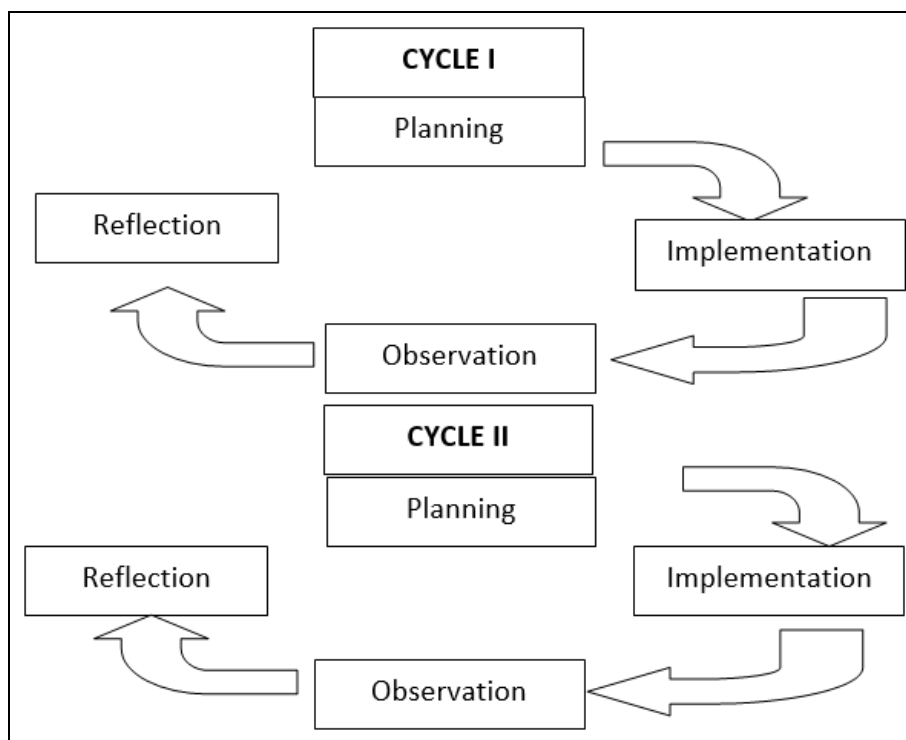 CYCLE I
Planning
Reflection
Implementation
Observation
CYCLE II
Planning
Reflection
Implementation
Observation